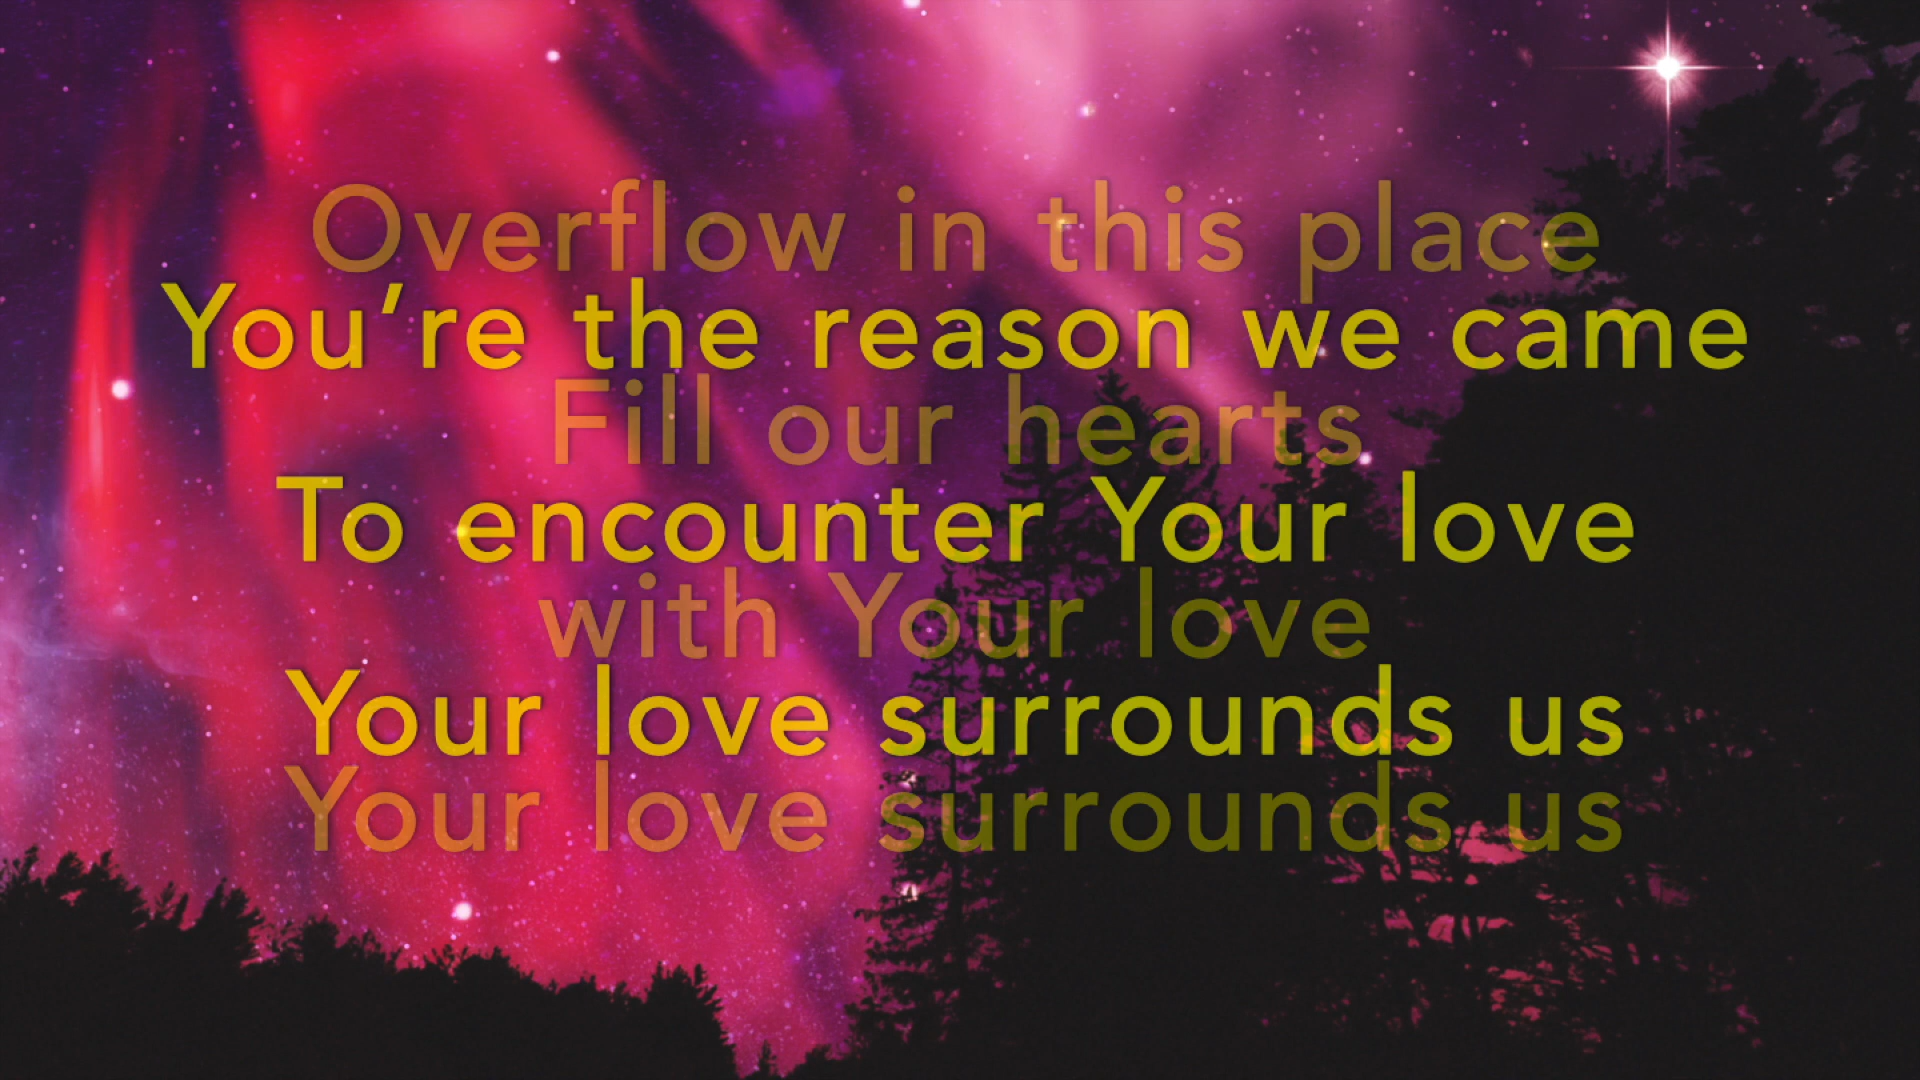 Overflow in this place
You’re the reason we came
Fill our hearts
To encounter Your love
with Your love
Your love surrounds us
Your love surrounds us